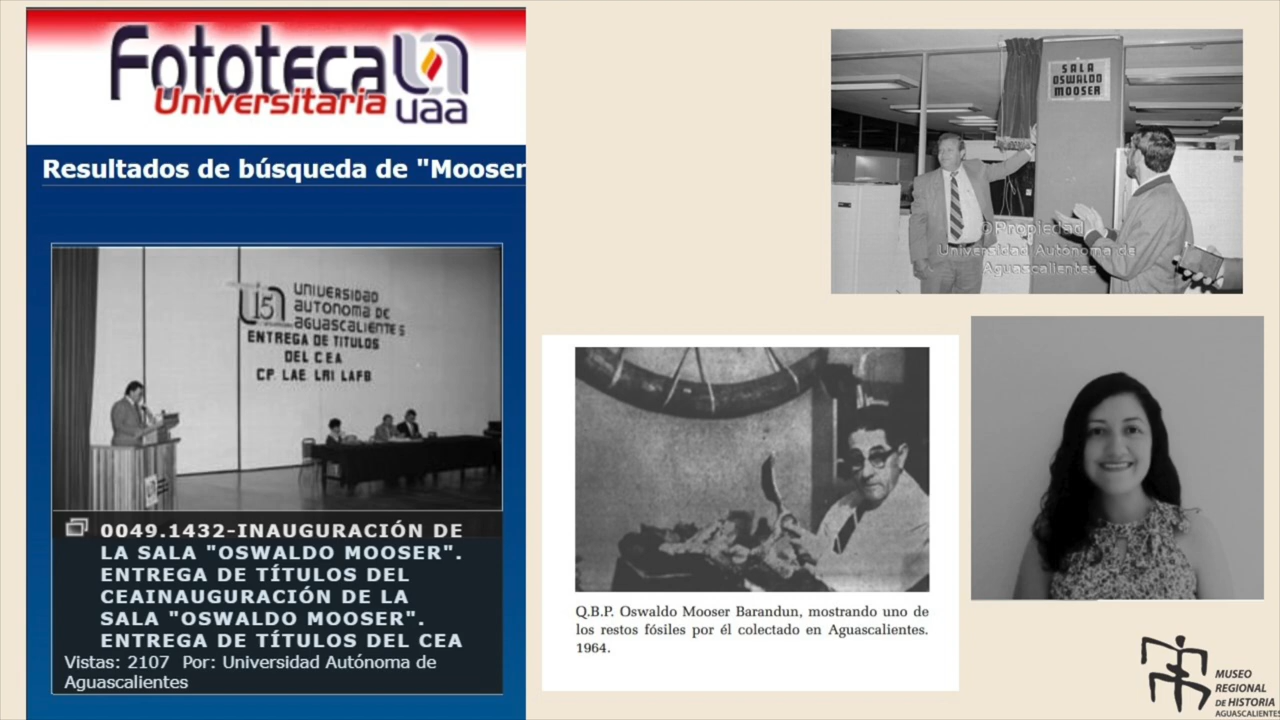 Fototeca
Universitaria
uaa
Resultados de búsqueda de "Mooser
15 UNIVERSIDAD
AUTONOMA DE
AGUASCALIENTES
ENTREGA DE TITULOS
DEL CEA
CP. LAE. LRI LAFB
0049.1432-INAUGURACIÓN DE
LA SALA "OSWALDO MOOSER".
ENTREGA DE TÍTULOS DEL
CEAINAUGURACIÓN DE LA
SALA "OSWALDO MOOSER".
ENTREGA DE TÍTULOS DEL CEA
Vistas: 2107 Por: Universidad Autónoma de
Aguascalientes
SALA
OSWALDO
MOOSER
©Propiedad
Universidad Autónoma de
Aguascalientes
Q.B.P. Oswaldo Mooser Barandun, mostrando uno de
los restos fósiles por él colectado en Aguascalientes.
1964.
MUSEO
REGIONAL
DE HISTORIA
AGUASCALIENTES